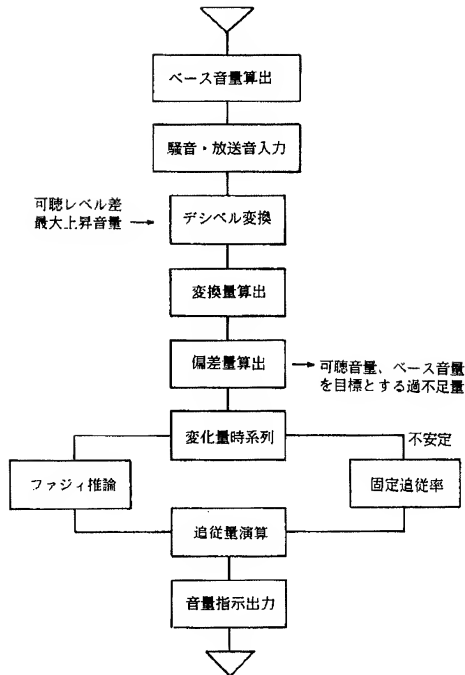 ベース音量算出
騒音・放送音入力
可聴レベル差
最大上昇音量
デシベル変換
変換量算出
偏差量算出
可聴音量、ベース音量
を目標とする過不足量
変化量時系列
不安定
ファジィ推論
固定追従率
追従量演算
音量指示出力